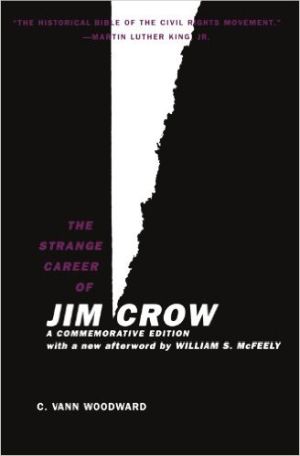 "THE HISTORICAL BIBLE OF THE CIVIL RIGHTS MOVEMENT."
—MARTIN LUTHER KING, JR.
THE
STRANGE
CAREER
OF
JIM CROW
A COMMEMORATIVE EDITION
with a new afterword by WILLIAM S. McFEELY
C. VANN WOODWARD